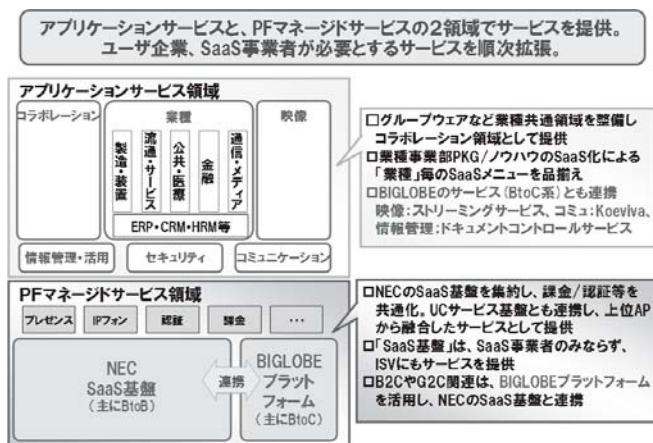 アプリケーションサービスと、PFマネージドサービスの2領域でサービスを提供。
ユーザ企業、SaaS事業者が必要とするサービスを順次拡張。
アプリケーションサービス領域
コラボレーション
業種
映像
製造・装置
流通・サービス
公共・医療
金融
通信・メディア
ERP・CRM・HRM等
情報管理・活用
セキュリティ
コミュニケーション
□グループウェアなど業種共通領域を整備し
コラボレーション領域として提供
□業種事業部PKG/ノウハウのSaaS化による
「業種」毎のSaaSメニューを品揃え
□BIGLOBEのサービス(BtoC系)とも連携
映像:ストリーミングサービス、コミュ:Koeviva、
情報管理:ドキュメントコントロールサービス
PFマネージドサービス領域
プレゼンス
IPフォン
認証
課金
…
NEC
SaaS基盤
(主にBtoB)
連携
BIGLOBE
プラット
フォーム
(主にBtoC)
□NECのSaaS基盤を集約し、課金/認証等を
共通化。UCサービス基盤とも連携し、上位AP
から融合したサービスとして提供
□「SaaS基盤」は、SaaS事業者のみならず、
ISVにもサービスを提供
□B2CやG2C関連は、BIGLOBEプラットフォーム
を活用し、NECのSaaS基盤と連携